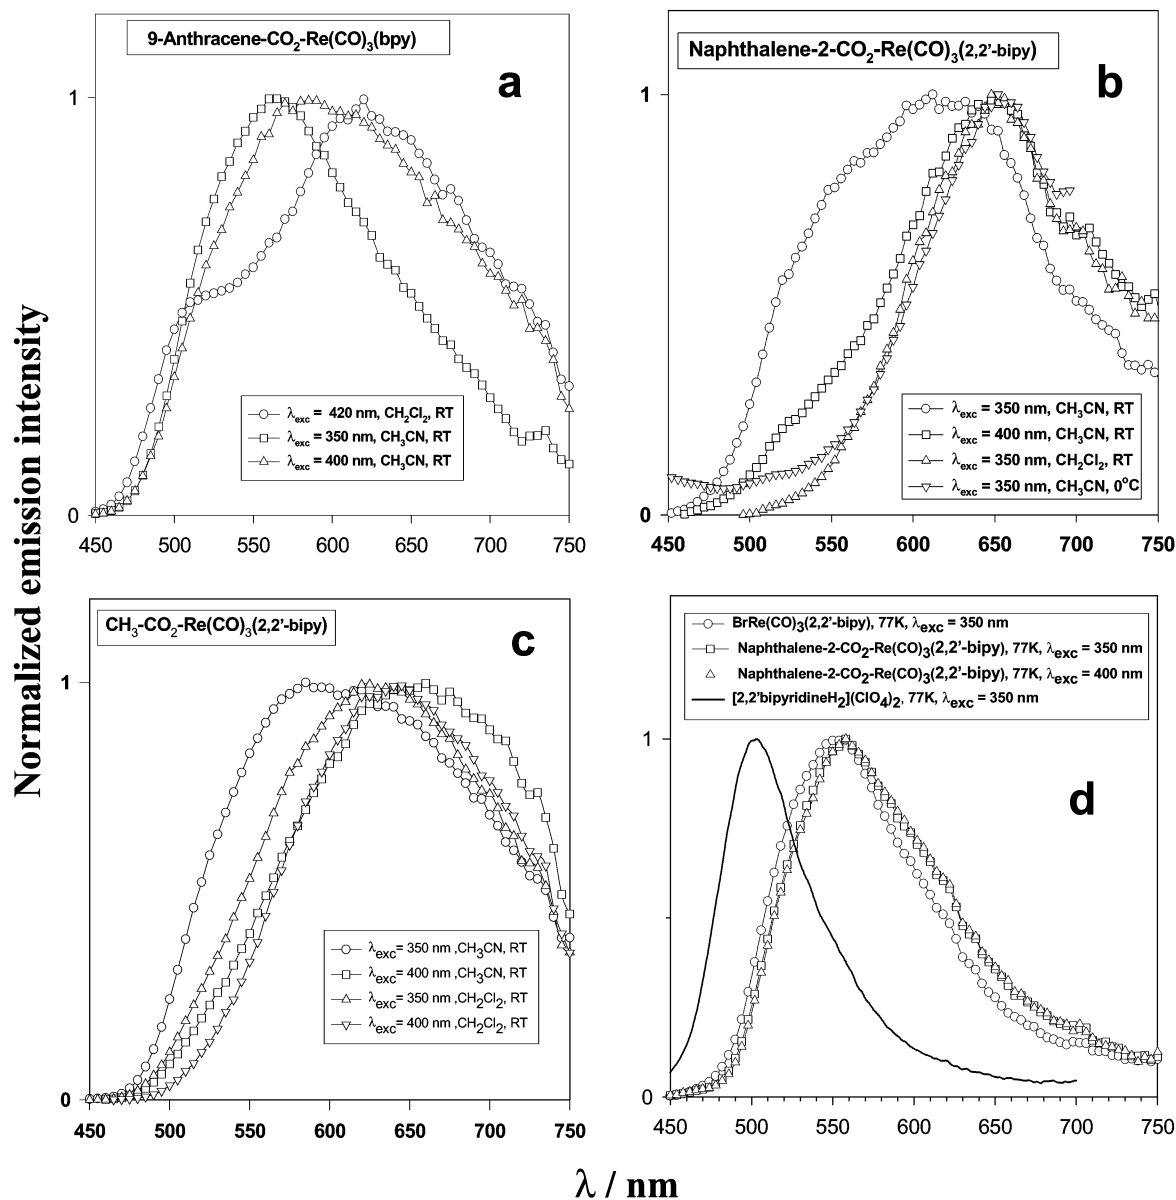 Normalized emission intensity
9-Anthracene-CO2-Re(CO)3(bpy)
a
1
0
λexc = 420 nm, CH2Cl2, RT
λexc = 350 nm, CH3CN, RT
λexc = 400 nm, CH3CN, RT
450 500 550 600 650 700 750
Naphthalene-2-CO2-Re(CO)3(2,2'-bipy)
b
1
0
λexc = 350 nm, CH3CN, RT
λexc = 400 nm, CH3CN, RT
λexc = 350 nm, CH2Cl2, RT
λexc = 350 nm, CH3CN, 0°C
450 500 550 600 650 700 750
CH3-CO2-Re(CO)3(2,2'-bipy)
c
1
0
λexc= 350 nm ,CH3CN, RT
λexc= 400 nm ,CH3CN, RT
λexc= 350 nm ,CH2Cl2, RT
λexc= 400 nm ,CH2Cl2, RT
450 500 550 600 650 700 750
BrRe(CO)3(2,2'-bipy), 77K, λexc = 350 nm
Naphthalene-2-CO2-Re(CO)3(2,2'-bipy), 77K, λexc = 350 nm
Naphthalene-2-CO2-Re(CO)3(2,2'-bipy), 77K, λexc = 400 nm
[2,2'bipyridineH2](ClO4)2, 77K, λexc = 350 nm
d
1
0
450 500 550 600 650 700 750
λ / nm